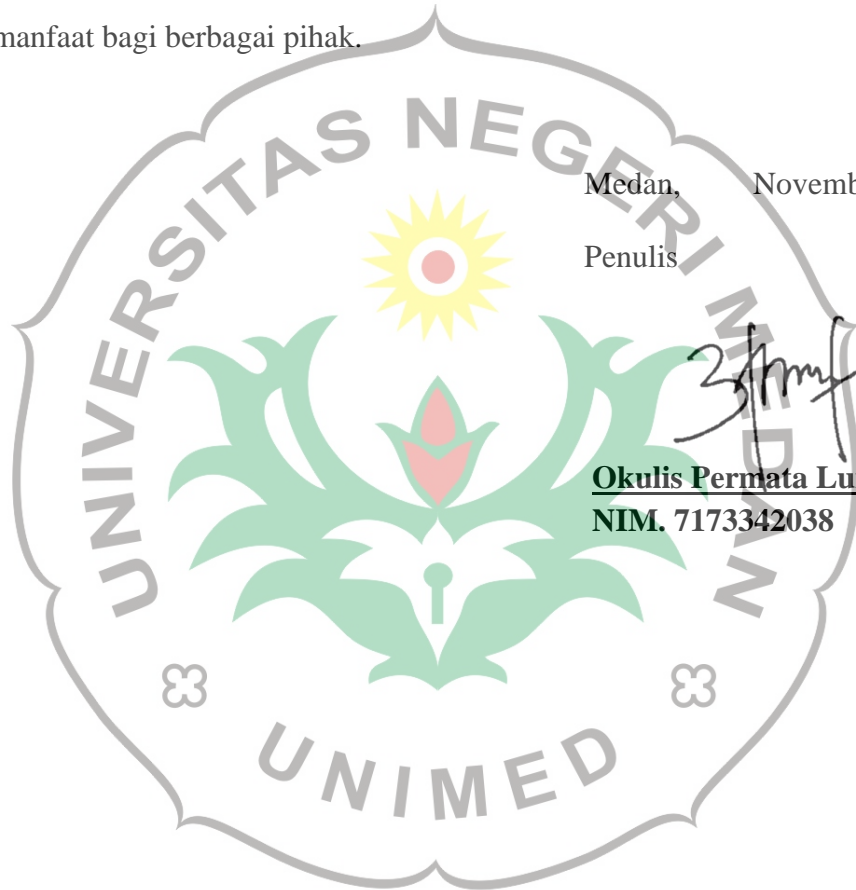 manfaat bagi berbagai pihak.
UNIVERSITAS NEGERI MEDAN
Medan, Novemb
Penulis
Okulis Permata Lu
NIM. 7173342038
UNIMED